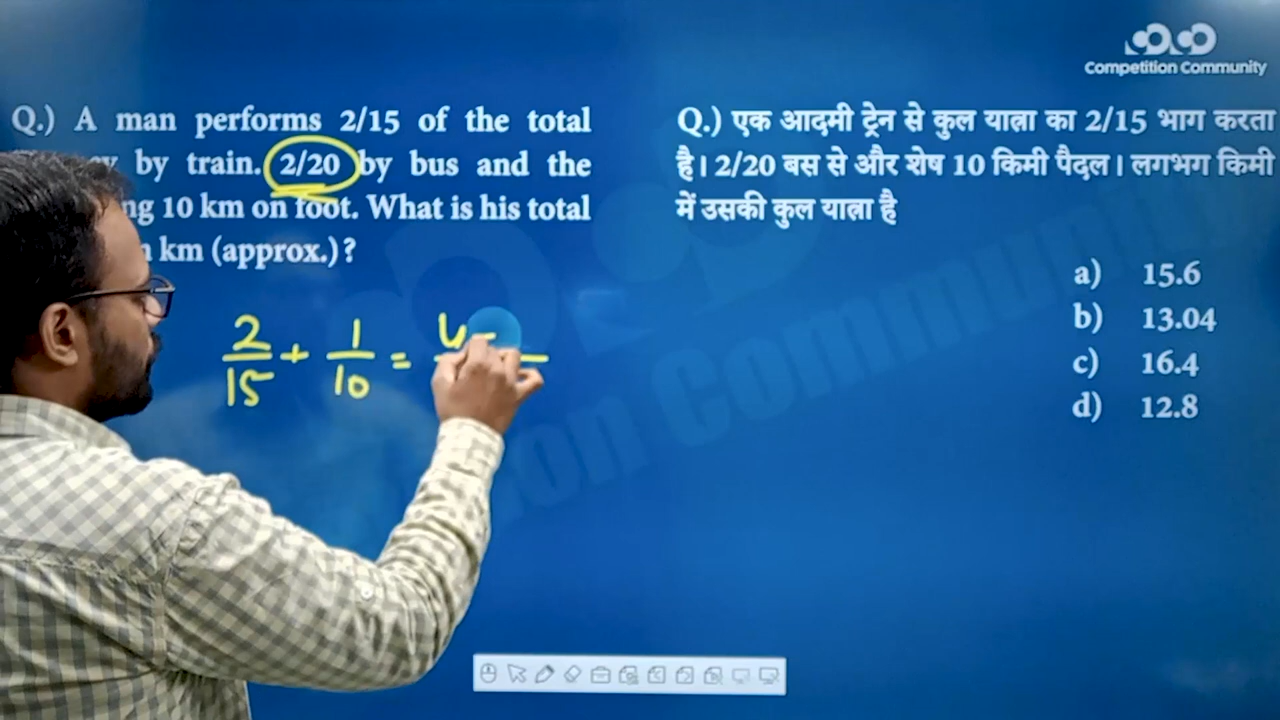 Competition Community
Q.) A man performs 2/15 of the total
by train. 2/20 by bus and the
ng 10 km on foot. What is his total
km (approx.)?
Q.) एक आदमी ट्रेन से कुल यात्रा का 2/15 भाग करता
है। 2/20 बस से और शेष 10 किमी पैदल। लगभग किमी
में उसकी कुल यात्रा है
a) 15.6
b) 13.04
c) 16.4
d) 12.8
2/15 + 1/10 = 4